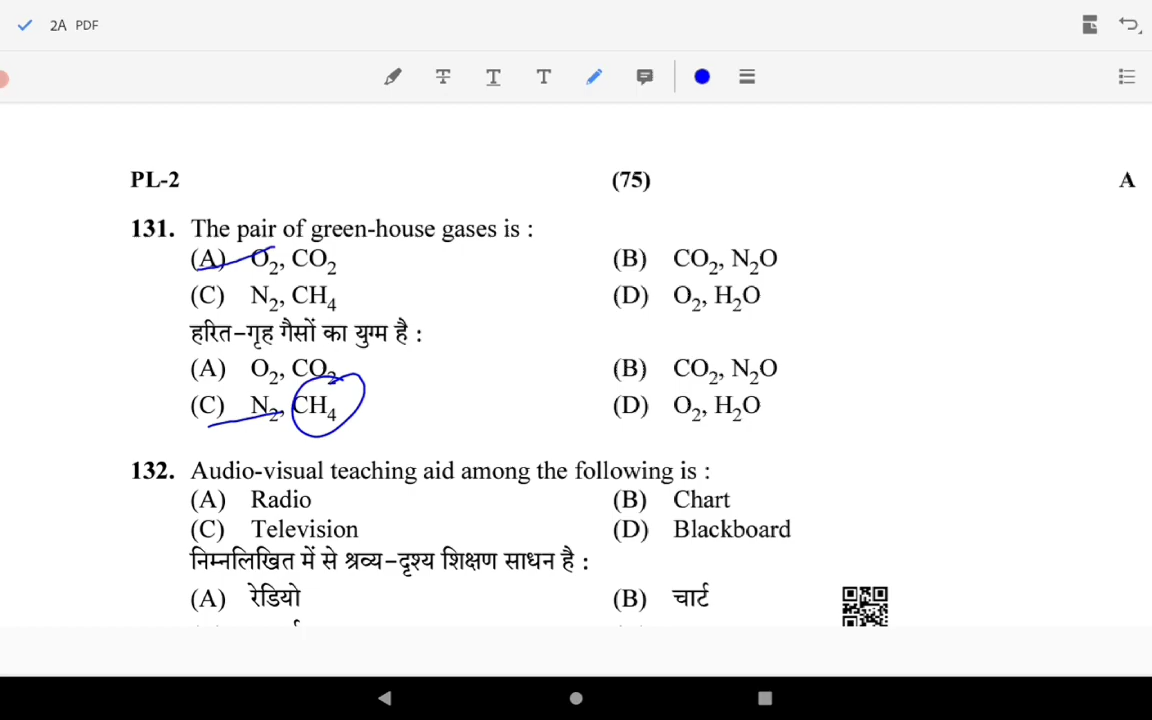 2A PDF
PL-2 (75) A
131. The pair of green-house gases is :
(A) O₂, CO₂ (B) CO₂, N₂O
(C) N₂, CH₄ (D) O₂, H₂O
हरित-गृह गैसों का युग्म है :
(A) O₂, CO₂ (B) CO₂, N₂O
(C) N₂, CH₄ (D) O₂, H₂O
132. Audio-visual teaching aid among the following is :
(A) Radio (B) Chart
(C) Television (D) Blackboard
निम्नलिखित में से श्रव्य-दृश्य शिक्षण साधन है :
(A) रेडियो (B) चार्ट